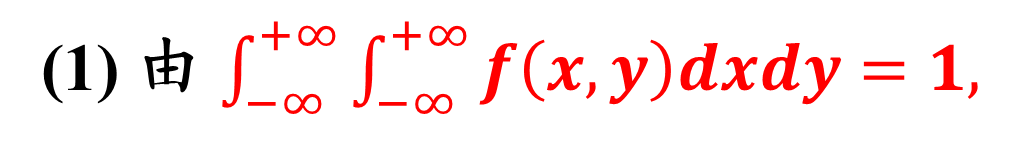 (1) 由 ∫_{-∞}^{+∞} ∫_{-∞}^{+∞} f(x, y)dxdy = 1,